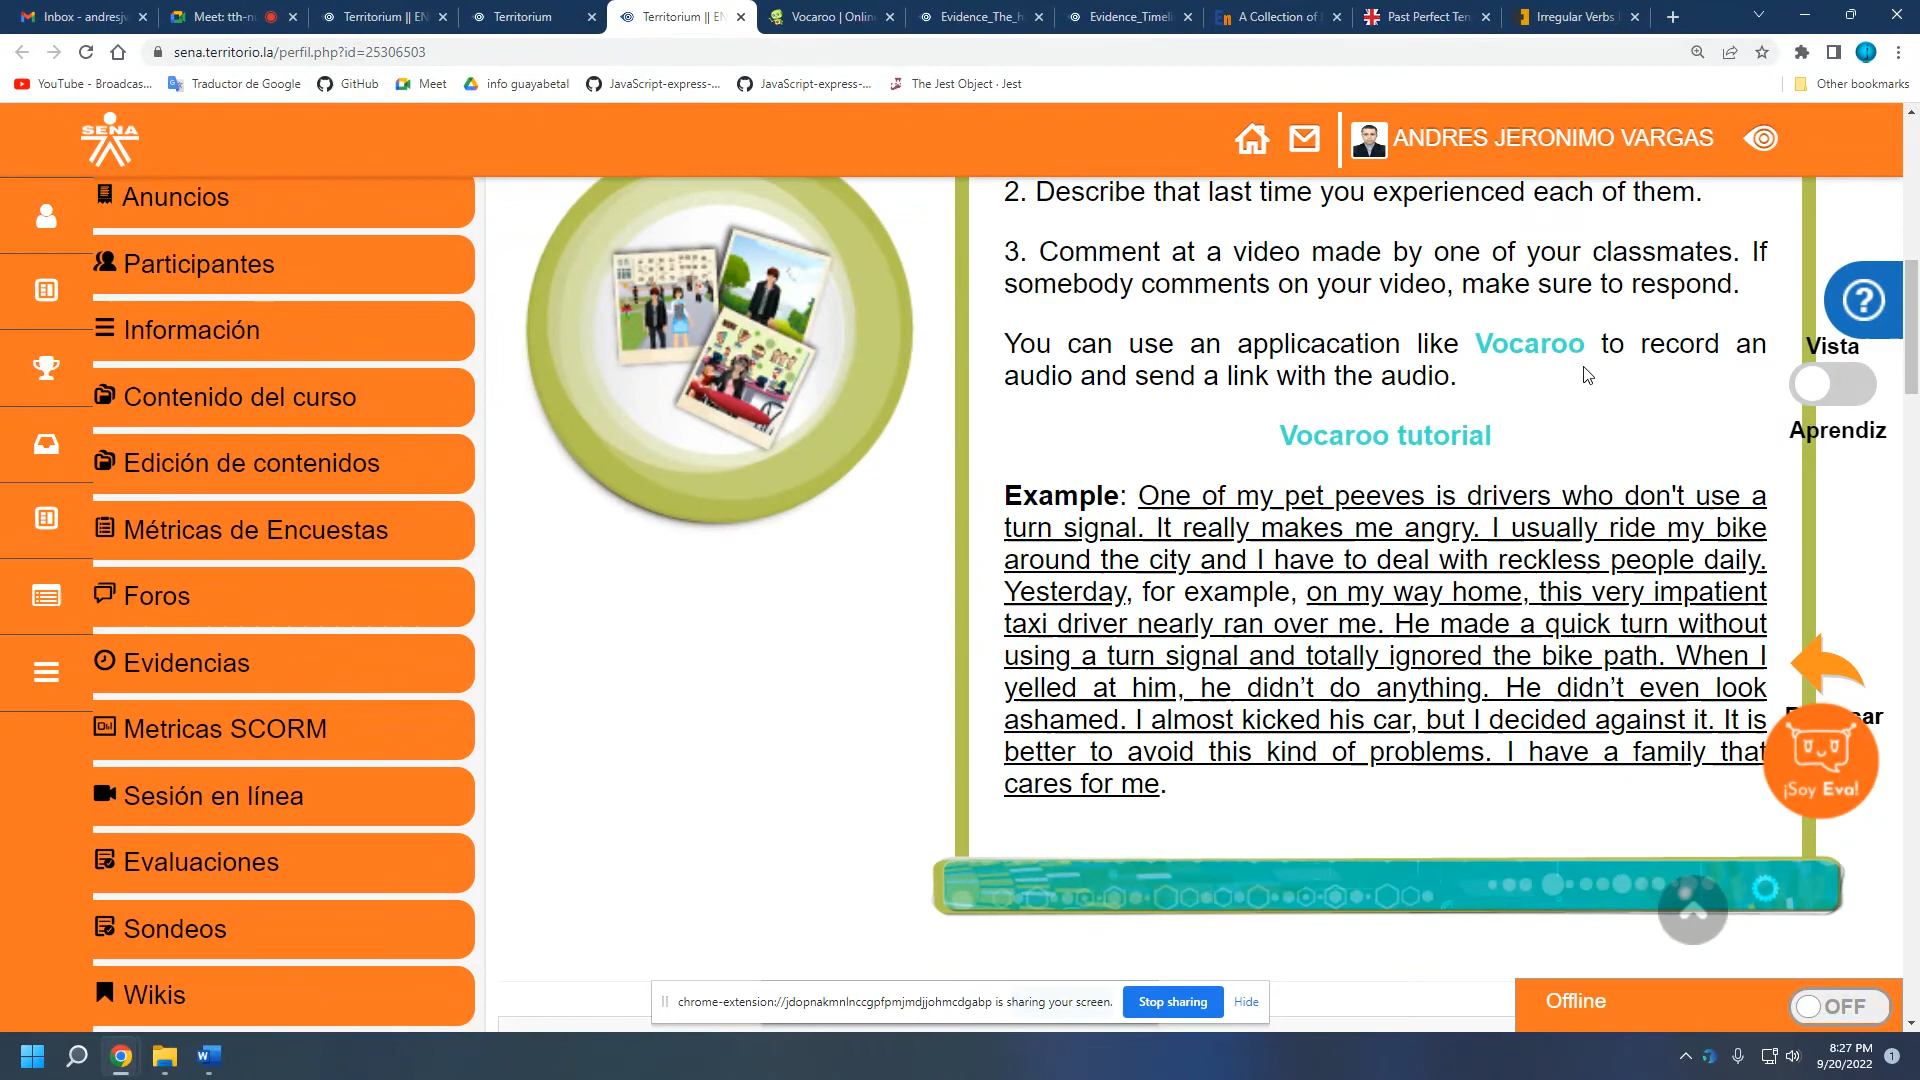 Inbox - andresjv
Meet: tth-n
Territorium || EN
Territorium
Territorium || EN
Vocaroo | Onlin
Evidence_The_h
Evidence_Timeli
A Collection of
Past Perfect Ten
Irregular Verbs
sena.territorio.la/perfil.php?id=25306503
YouTube - Broadcas...
Traductor de Google
GitHub
Meet
info guayabetal
JavaScript-express-...
JavaScript-express-...
The Jest Object · Jest
Other bookmarks
SENA
ANDRES JERONIMO VARGAS
Anuncios
Participantes
Información
Contenido del curso
Edición de contenidos
Métricas de Encuestas
Foros
Evidencias
Metricas SCORM
Sesión en línea
Evaluaciones
Sondeos
Wikis
2. Describe that last time you experienced each of them.
3. Comment at a video made by one of your classmates. If
somebody comments on your video, make sure to respond.
You can use an applicacation like Vocaroo to record an
audio and send a link with the audio.
Vocaroo tutorial
Example: One of my pet peeves is drivers who don't use a
turn signal. It really makes me angry. I usually ride my bike
around the city and I have to deal with reckless people daily.
Yesterday, for example, on my way home, this very impatient
taxi driver nearly ran over me. He made a quick turn without
using a turn signal and totally ignored the bike path. When I
yelled at him, he didn't do anything. He didn't even look
ashamed. I almost kicked his car, but I decided against it. It is
better to avoid this kind of problems. I have a family that
cares for me.
Vista
Aprendiz
¡Soy Eva!
chrome-extension://jdopnakmnlnccgpfpmjmdjjohmcdgabp is sharing your screen.
Stop sharing
Hide
Offline
OFF
8:27 PM
9/20/2022
1